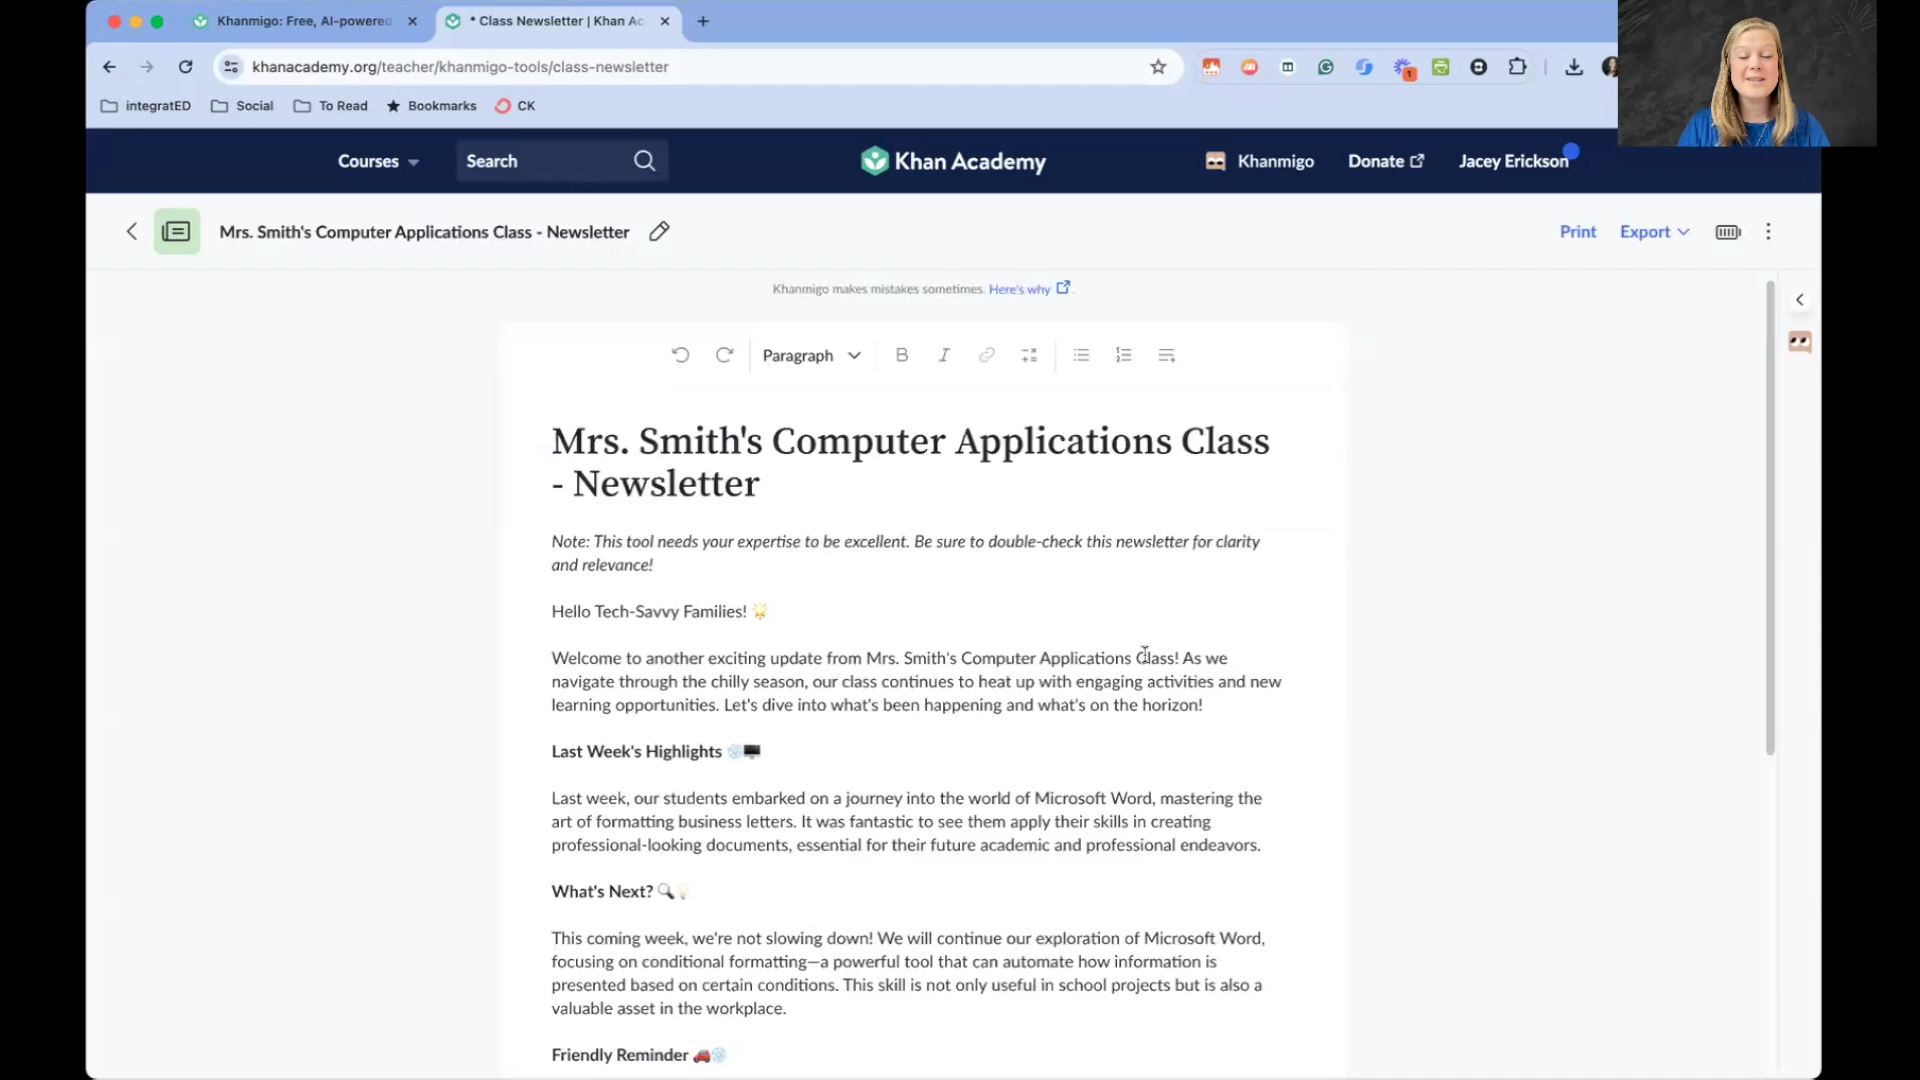 Khanmigo: Free, AI-powered
* Class Newsletter | Khan Ac
khanacademy.org/teacher/khanmigo-tools/class-newsletter
1
integratED
Social
To Read
Bookmarks
CK
Courses
Search
Khan Academy
Khanmigo
Donate
Jacey Erickson
Mrs. Smith's Computer Applications Class - Newsletter
Print
Export
Khanmigo makes mistakes sometimes. Here's why.
Paragraph
B
I
Mrs. Smith's Computer Applications Class
- Newsletter
Note: This tool needs your expertise to be excellent. Be sure to double-check this newsletter for clarity
and relevance!
Hello Tech-Savvy Families! 🌟
Welcome to another exciting update from Mrs. Smith's Computer Applications Class! As we
navigate through the chilly season, our class continues to heat up with engaging activities and new
learning opportunities. Let's dive into what's been happening and what's on the horizon!
Last Week's Highlights ❄️🖥️
Last week, our students embarked on a journey into the world of Microsoft Word, mastering the
art of formatting business letters. It was fantastic to see them apply their skills in creating
professional-looking documents, essential for their future academic and professional endeavors.
What's Next? 🔍💡
This coming week, we're not slowing down! We will continue our exploration of Microsoft Word,
focusing on conditional formatting—a powerful tool that can automate how information is
presented based on certain conditions. This skill is not only useful in school projects but is also a
valuable asset in the workplace.
Friendly Reminder 🚗❄️